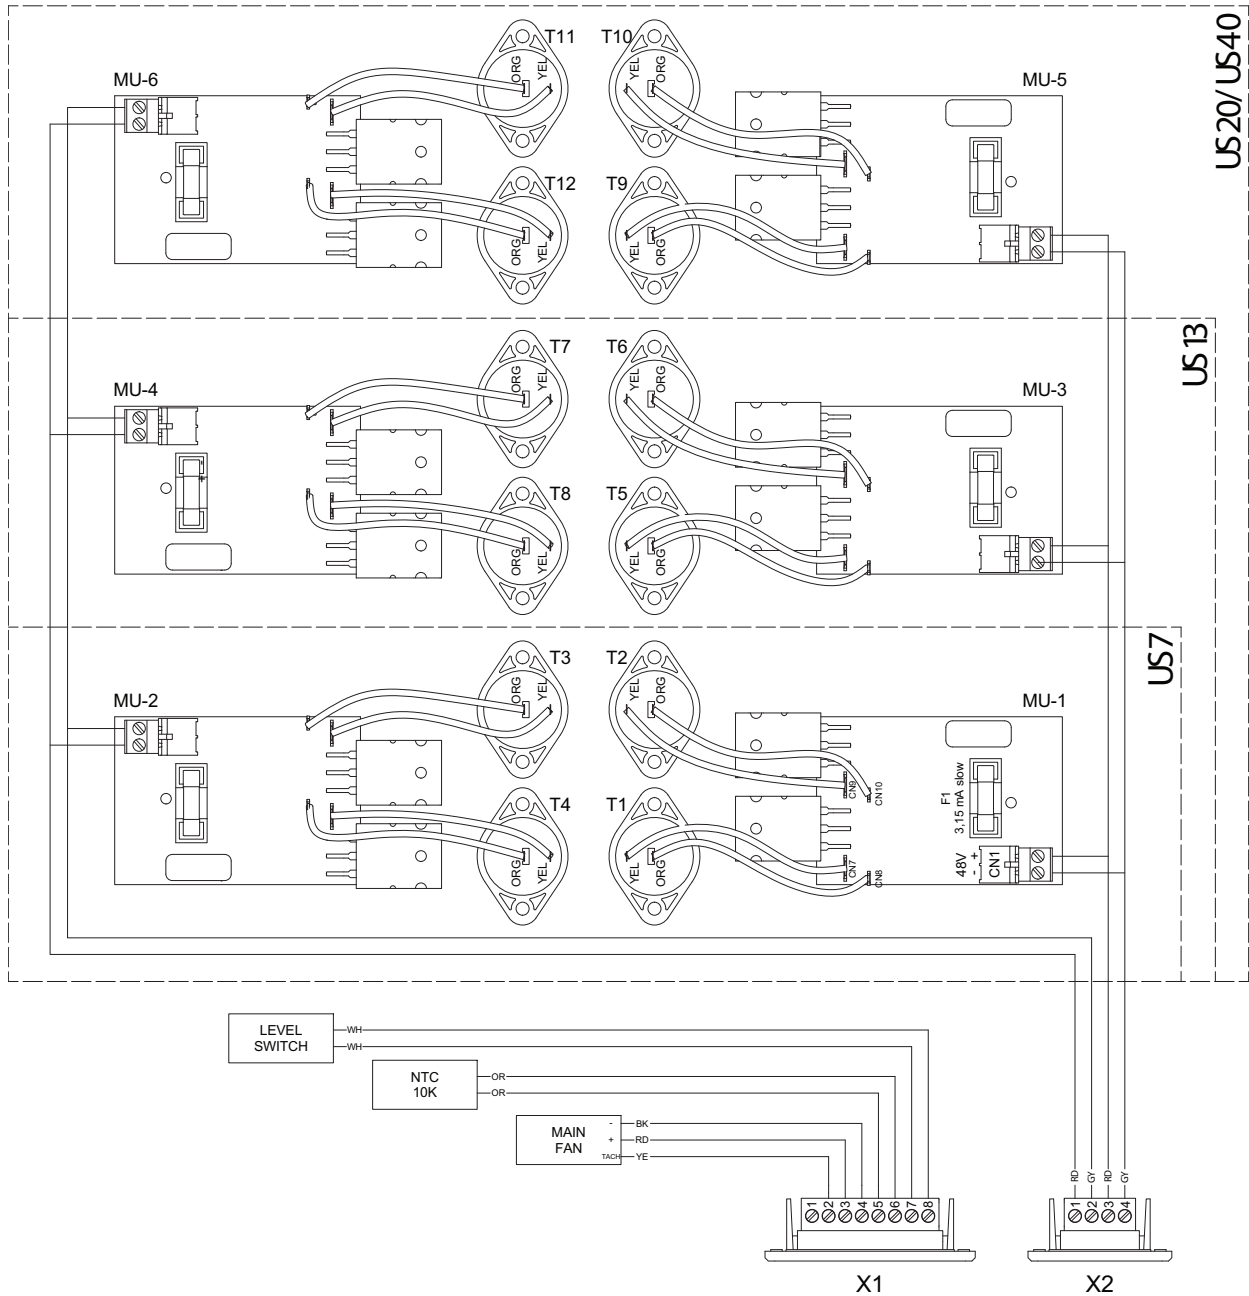 US20/US40
T11
T10
MU-6
MU-5
ORG
YEL
YEL
ORG
T12
T9
ORG
YEL
YEL
ORG
US13
T7
T6
MU-4
MU-3
ORG
YEL
YEL
ORG
- +
T8
T5
ORG
YEL
YEL
ORG
US7
T3
T2
MU-2
MU-1
ORG
YEL
YEL
ORG
CN9
CN10
F1
3,15 mA slow
T4
T1
ORG
YEL
YEL
ORG
CN7
CN8
48V
- +
CN1
LEVEL
SWITCH
WH
WH
NTC
10K
OR
OR
MAIN
FAN
- BK
+ RD
TACH YE
RD GY RD GY
1 2 3 4 5 6 7 8
1 2 3 4
X1
X2